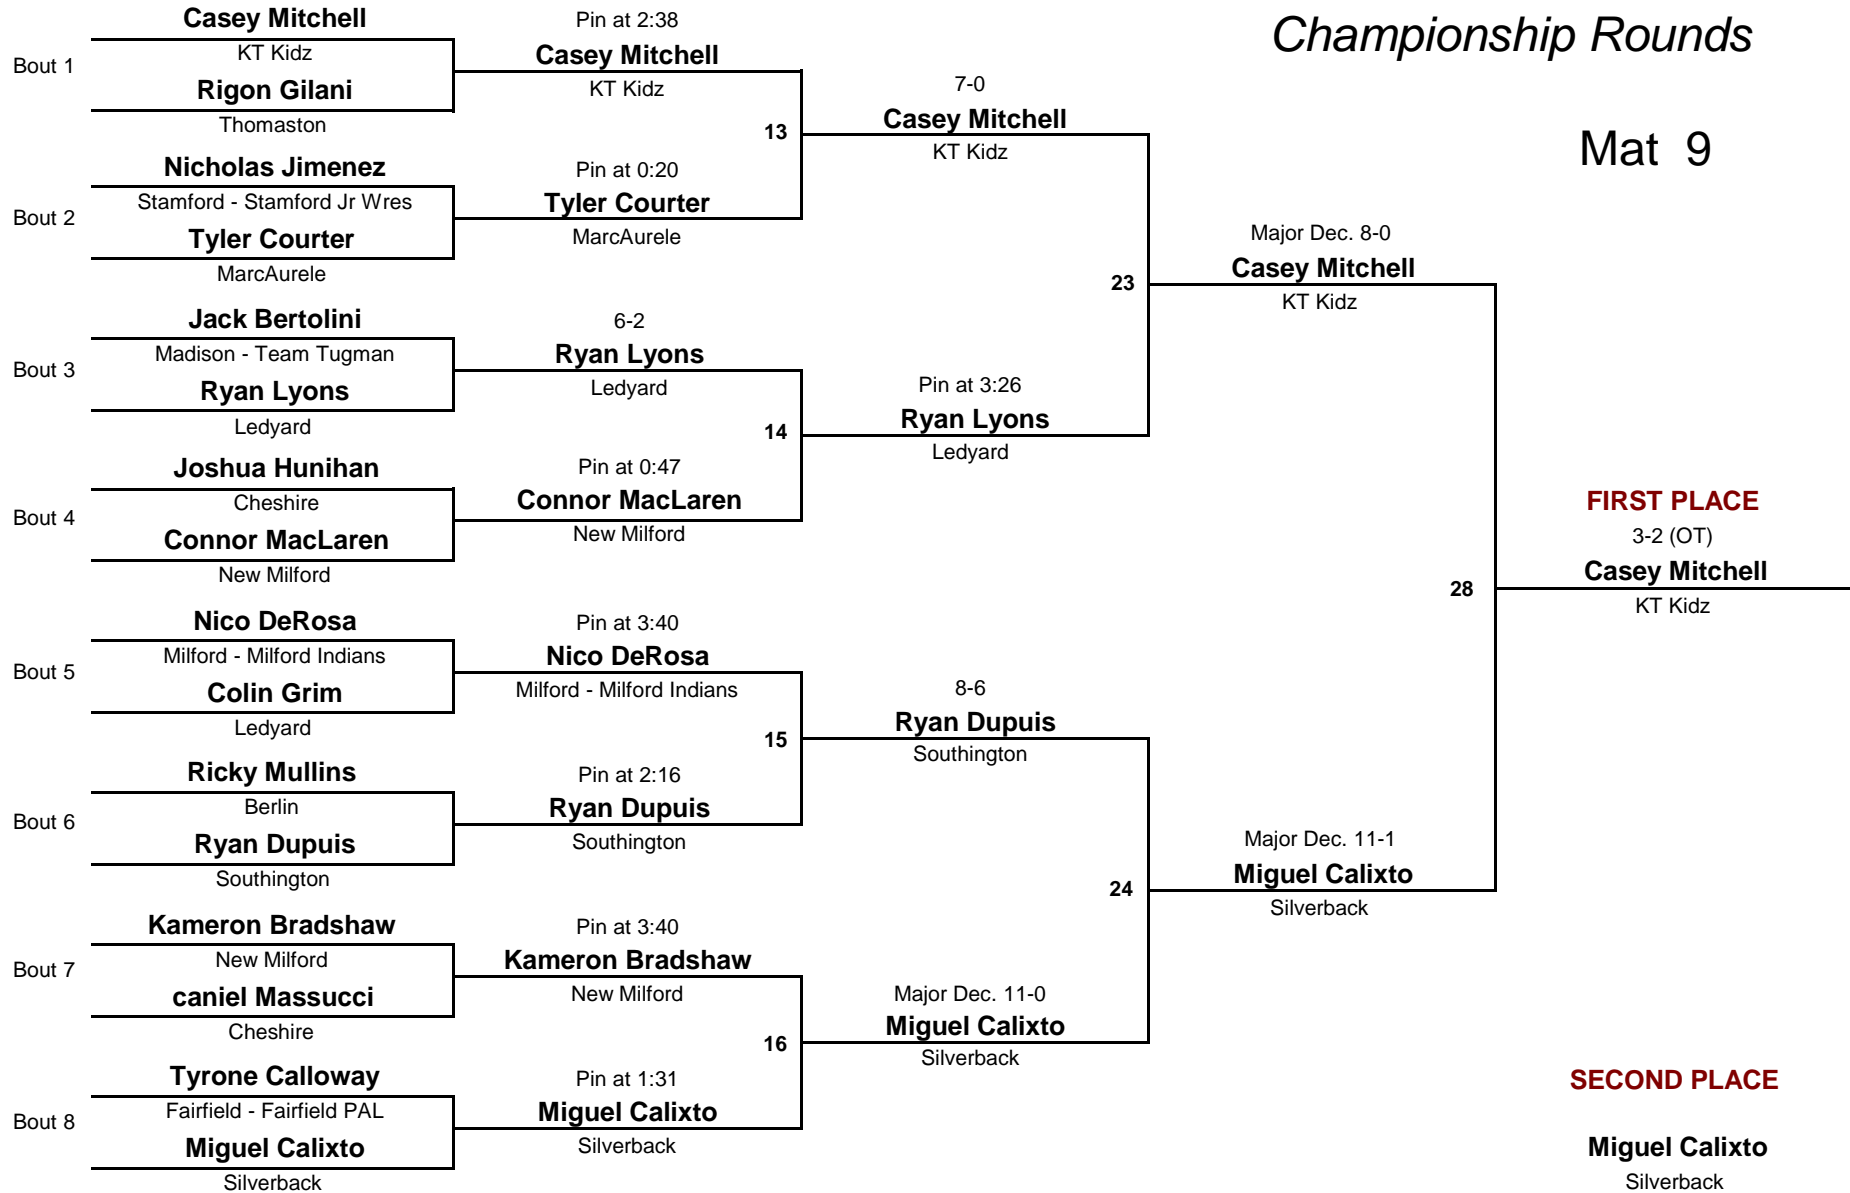 Championship Rounds
Mat 9
Bout 1
Casey Mitchell
KT Kidz
Rigon Gilani
Thomaston
Bout 2
Nicholas Jimenez
Stamford - Stamford Jr Wres
Tyler Courter
MarcAurele
Bout 3
Jack Bertolini
Madison - Team Tugman
Ryan Lyons
Ledyard
Bout 4
Joshua Hunihan
Cheshire
Connor MacLaren
New Milford
Bout 5
Nico DeRosa
Milford - Milford Indians
Colin Grim
Ledyard
Bout 6
Ricky Mullins
Berlin
Ryan Dupuis
Southington
Bout 7
Kameron Bradshaw
New Milford
caniel Massucci
Cheshire
Bout 8
Tyrone Calloway
Fairfield - Fairfield PAL
Miguel Calixto
Silverback
Pin at 2:38
Casey Mitchell
KT Kidz
13
Pin at 0:20
Tyler Courter
MarcAurele
6-2
Ryan Lyons
Ledyard
14
Pin at 0:47
Connor MacLaren
New Milford
Pin at 3:40
Nico DeRosa
Milford - Milford Indians
15
Pin at 2:16
Ryan Dupuis
Southington
Pin at 3:40
Kameron Bradshaw
New Milford
16
Pin at 1:31
Miguel Calixto
Silverback
7-0
Casey Mitchell
KT Kidz
23
Pin at 3:26
Ryan Lyons
Ledyard
8-6
Ryan Dupuis
Southington
24
Major Dec. 11-0
Miguel Calixto
Silverback
Major Dec. 8-0
Casey Mitchell
KT Kidz
28
Major Dec. 11-1
Miguel Calixto
Silverback
FIRST PLACE
3-2 (OT)
Casey Mitchell
KT Kidz
SECOND PLACE
Miguel Calixto
Silverback